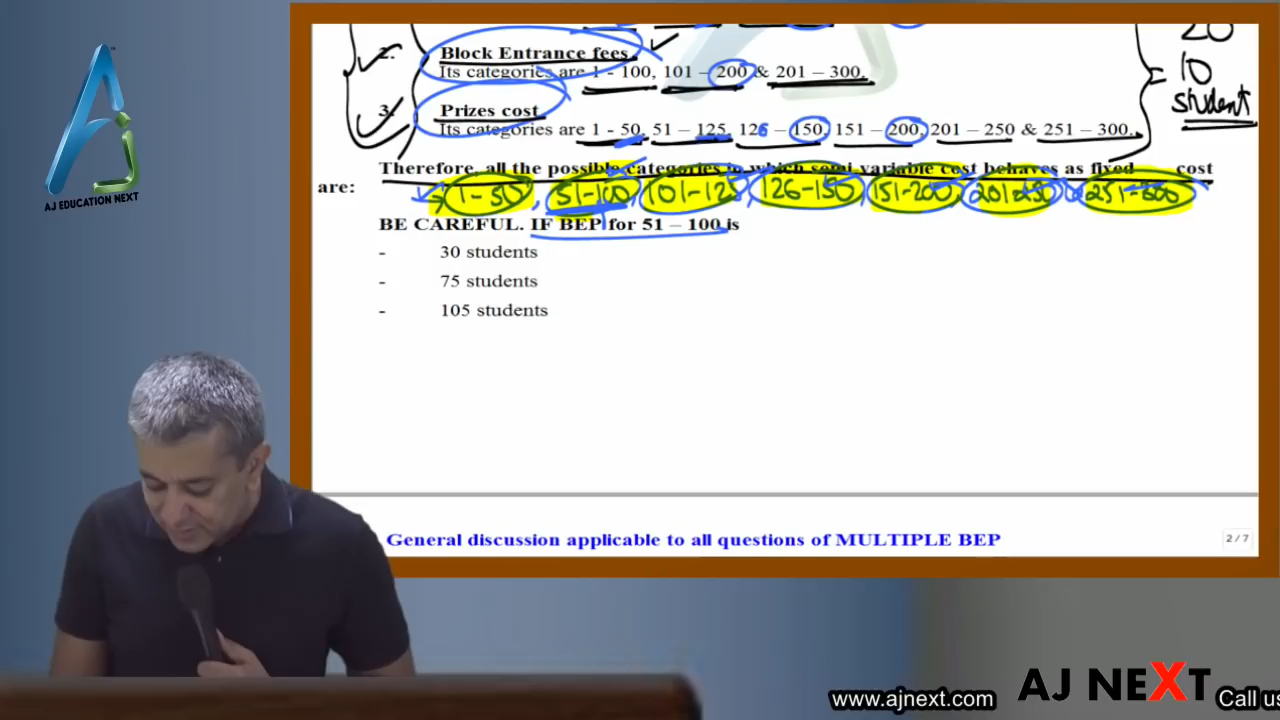 2. Block Entrance fees
Its categories are 1 - 100, 101 – 200 & 201 – 300.
3. Prizes cost
Its categories are 1 - 50, 51 – 125, 126 – 150, 151 – 200, 201 – 250 & 251 – 300.
20
10
student
Therefore, all the possible categories in which semi variable cost behaves as fixed cost
are: 1-50, 51-100, 101-125, 126-150, 151-200, 201-250 & 251-300
BE CAREFUL. IF BEP for 51 – 100 is
- 30 students
- 75 students
- 105 students
General discussion applicable to all questions of MULTIPLE BEP
2 / 7
AJ EDUCATION NEXT
www.ajnext.com
AJ NEXT
Call us